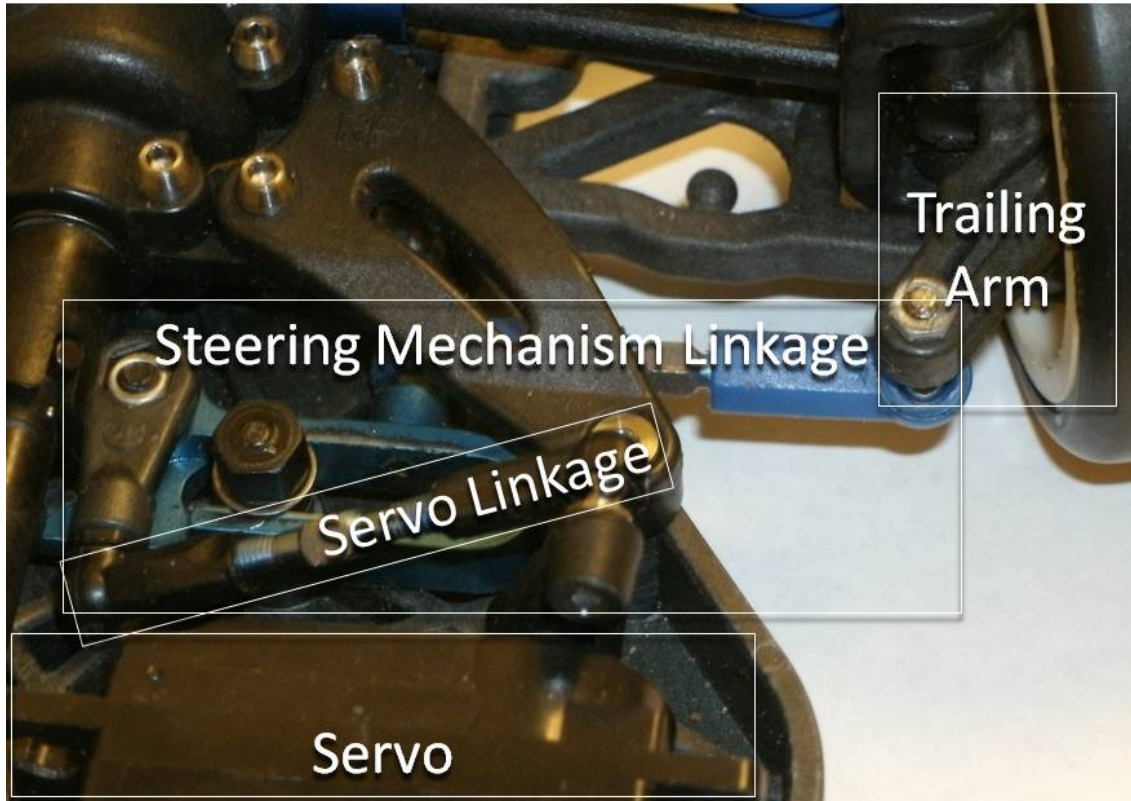 Trailing
Arm
Steering Mechanism Linkage
Servo Linkage
Servo